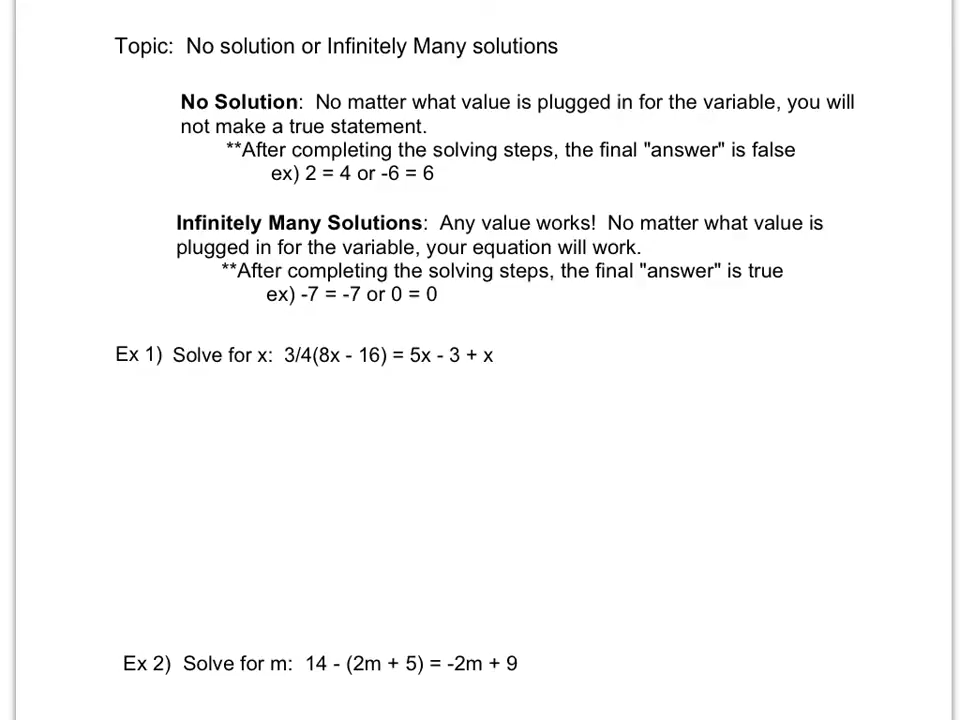 Topic:  No solution or Infinitely Many solutions
No Solution:  No matter what value is plugged in for the variable, you will
not make a true statement.
**After completing the solving steps, the final "answer" is false
ex) 2 = 4 or -6 = 6
Infinitely Many Solutions:  Any value works!  No matter what value is
plugged in for the variable, your equation will work.
**After completing the solving steps, the final "answer" is true
ex) -7 = -7 or 0 = 0
Ex 1)  Solve for x:  3/4(8x - 16) = 5x - 3 + x
Ex 2)  Solve for m:  14 - (2m + 5) = -2m + 9